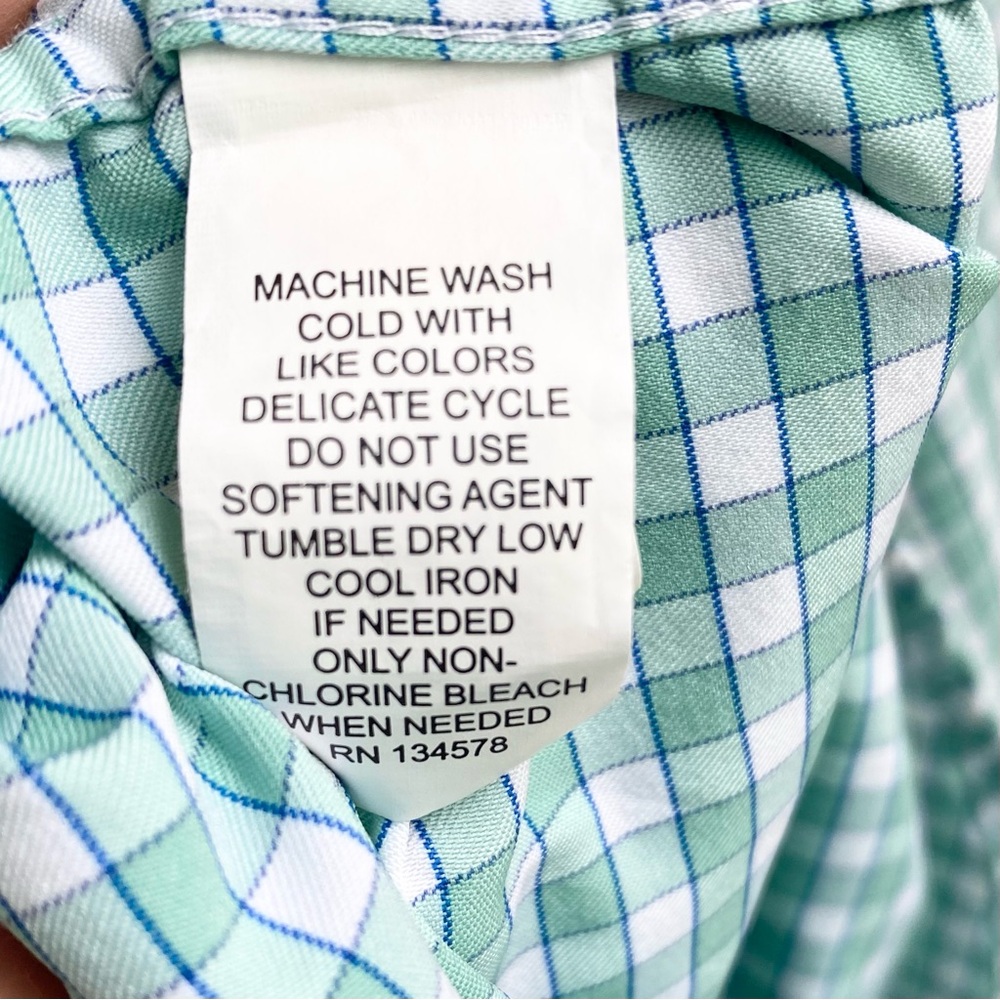 MACHINE WASH
COLD WITH
LIKE COLORS
DELICATE CYCLE
DO NOT USE
SOFTENING AGENT
TUMBLE DRY LOW
COOL IRON
IF NEEDED
ONLY NON-
CHLORINE BLEACH
WHEN NEEDED
RN 134578